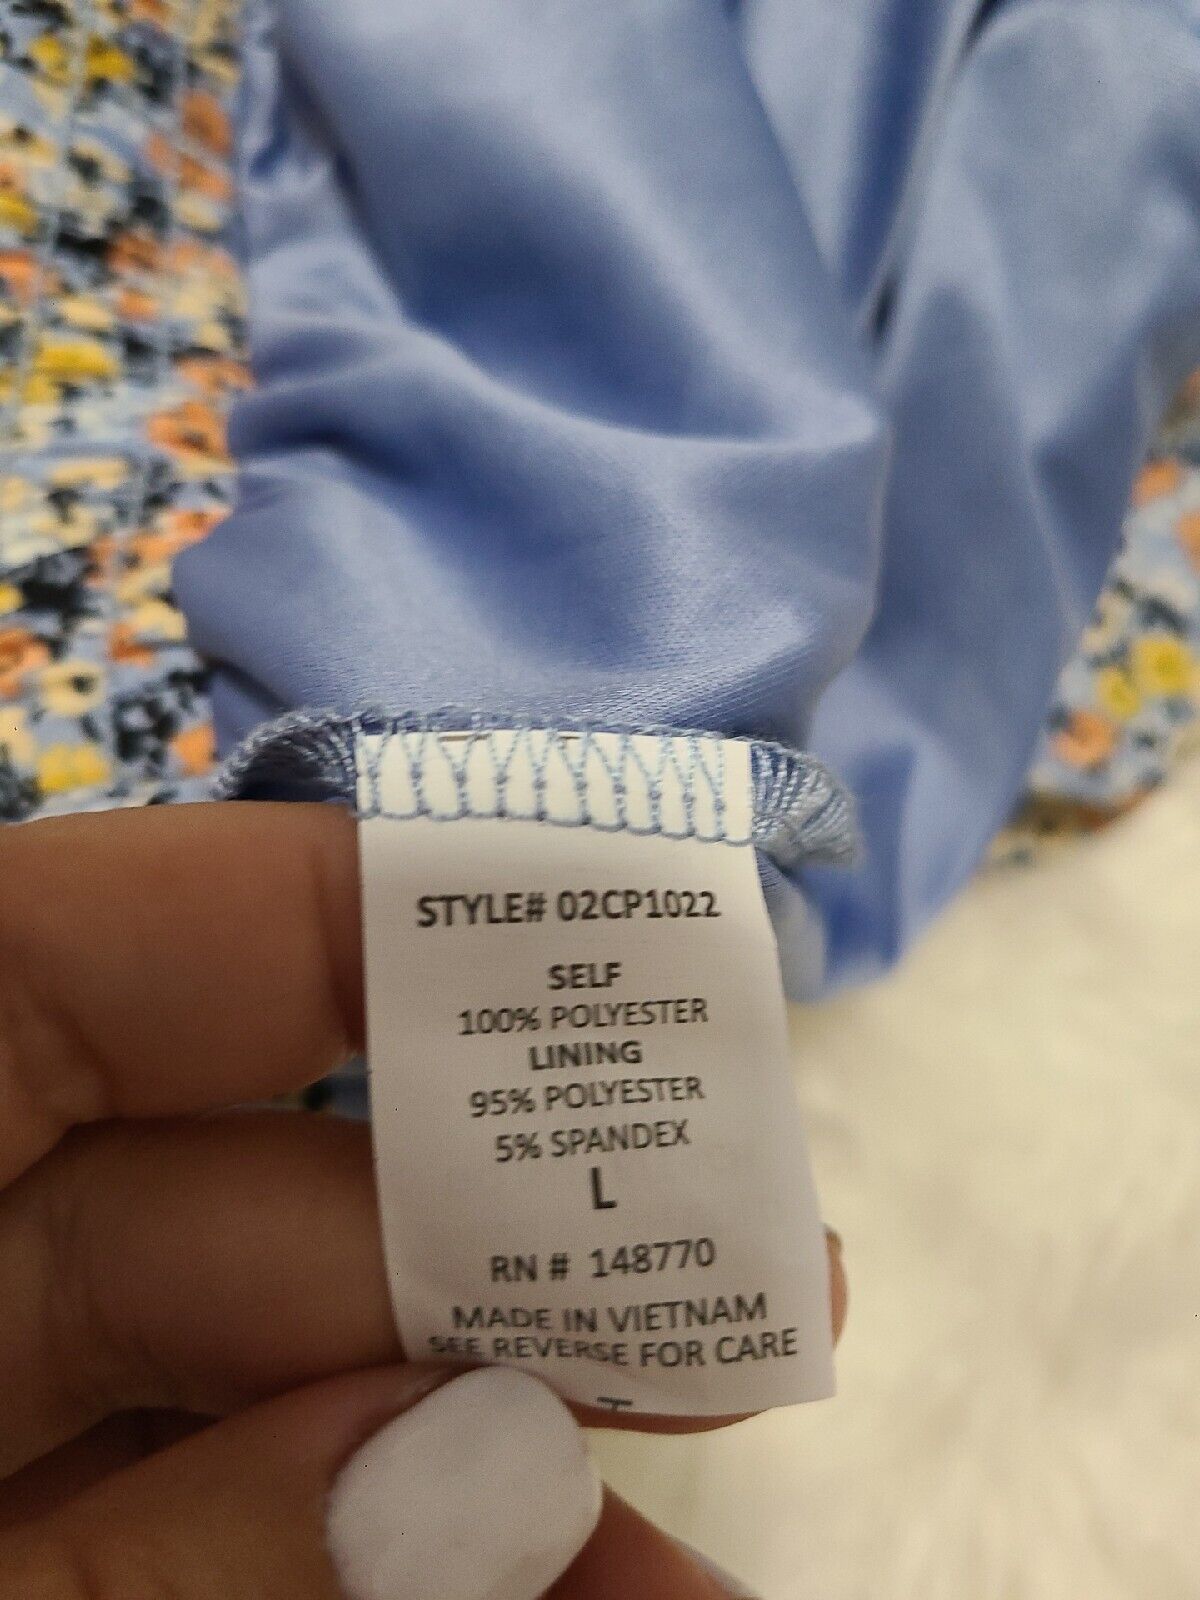 STYLE# 02CP1022
SELF
100% POLYESTER
LINING
95% POLYESTER
5% SPANDEX
L
RN # 148770
MADE IN VIETNAM
SEE REVERSE FOR CARE